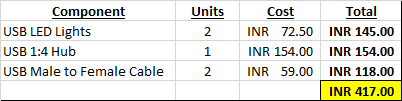 Component Units Cost Total
USB LED Lights 2 INR 72.50 INR 145.00
USB 1:4 Hub 1 INR 154.00 INR 154.00
USB Male to Female Cable 2 INR 59.00 INR 118.00
INR 417.00